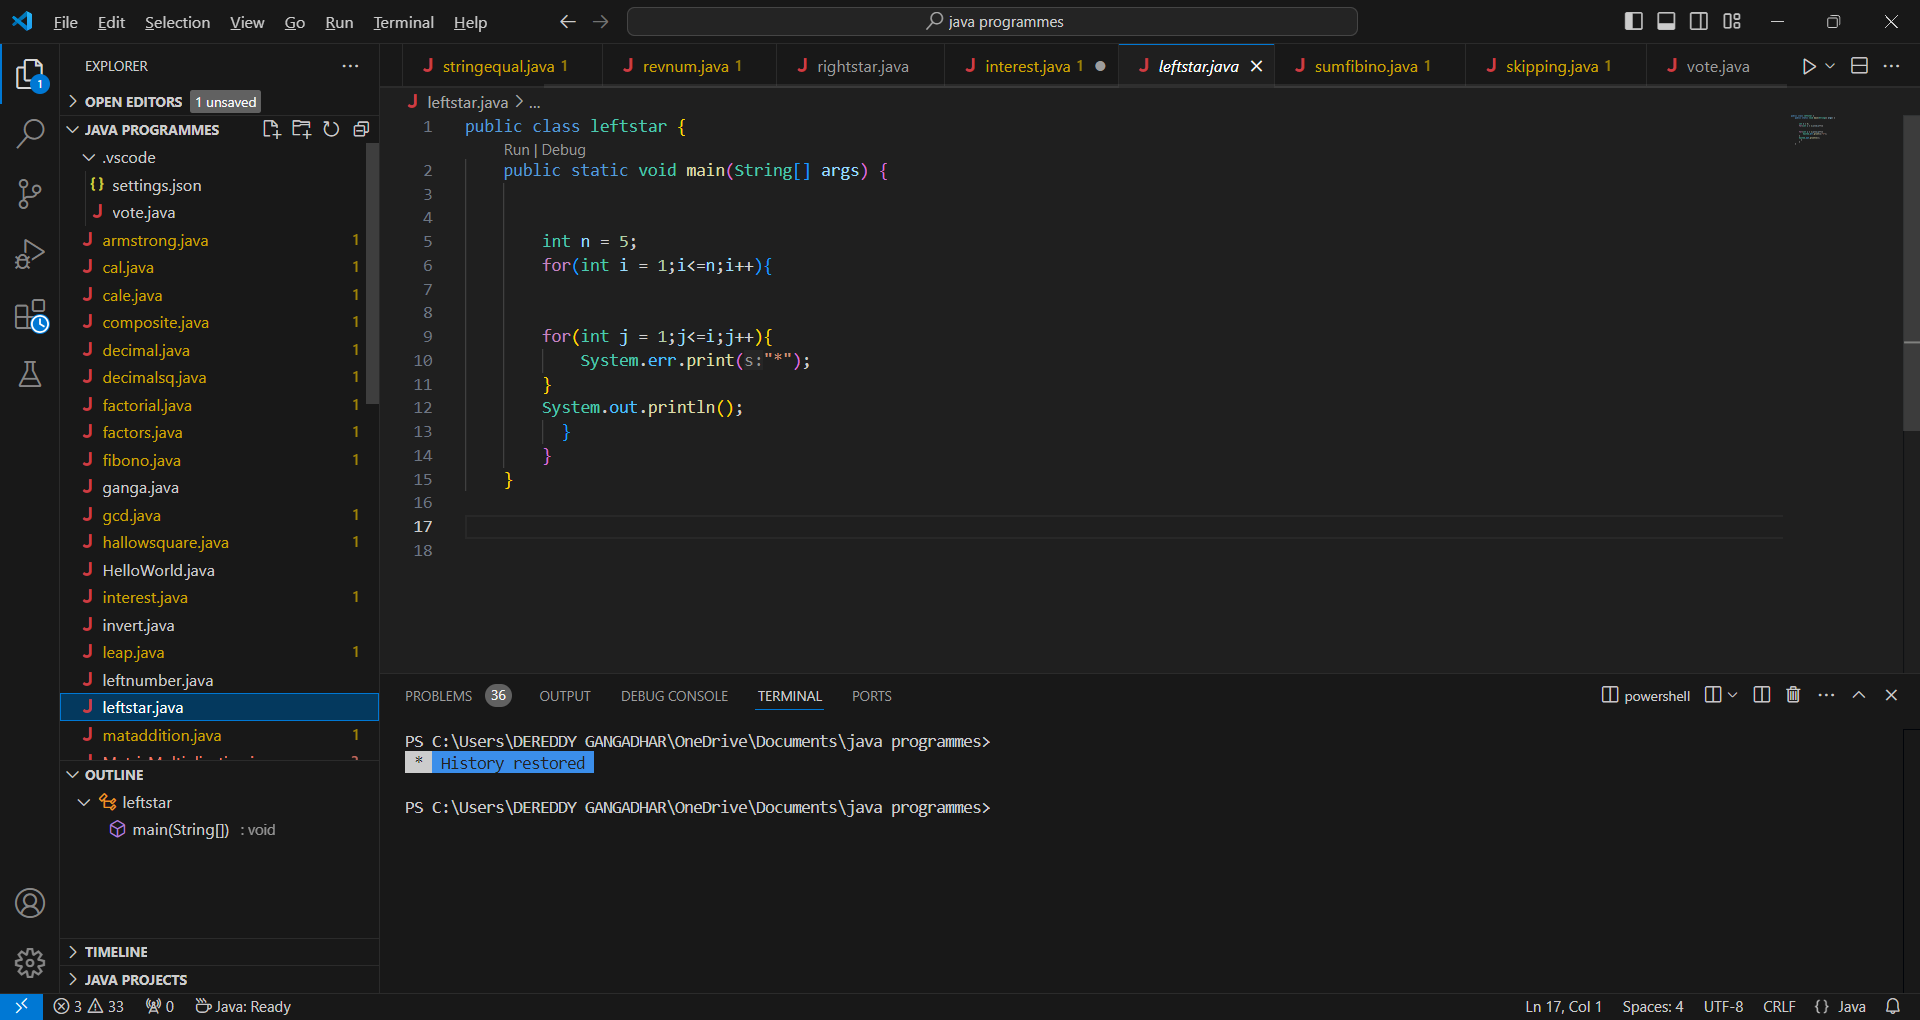 File Edit Selection View Go Run Terminal Help
java programmes
EXPLORER
OPEN EDITORS 1 unsaved
JAVA PROGRAMMES
.vscode
{} settings.json
J vote.java
J armstrong.java 1
J cal.java 1
J cale.java 1
J composite.java 1
J decimal.java 1
J decimalsq.java 1
J factorial.java 1
J factors.java 1
J fibono.java 1
J ganga.java
J gcd.java 1
J hallowsquare.java 1
J HelloWorld.java
J interest.java 1
J invert.java
J leap.java 1
J leftnumber.java
J leftstar.java
J mataddition.java 1
OUTLINE
leftstar
main(String[]) : void
TIMELINE
JAVA PROJECTS
J stringequal.java 1 J revnum.java 1 J rightstar.java J interest.java 1 J leftstar.java J sumfibino.java 1 J skipping.java 1 J vote.java
J leftstar.java > ...
1 public class leftstar {
Run | Debug
2 public static void main(String[] args) {
3
4
5 int n = 5;
6 for(int i = 1;i<=n;i++){
7
8
9 for(int j = 1;j<=i;j++){
10 System.err.print(s:"*");
11 }
12 System.out.println();
13 }
14 }
15 }
16
17
18
PROBLEMS 36 OUTPUT DEBUG CONSOLE TERMINAL PORTS
powershell
PS C:\Users\DEREDDY GANGADHAR\OneDrive\Documents\java programmes>
* History restored
PS C:\Users\DEREDDY GANGADHAR\OneDrive\Documents\java programmes>
3 33 0 Java: Ready
Ln 17, Col 1 Spaces: 4 UTF-8 CRLF {} Java